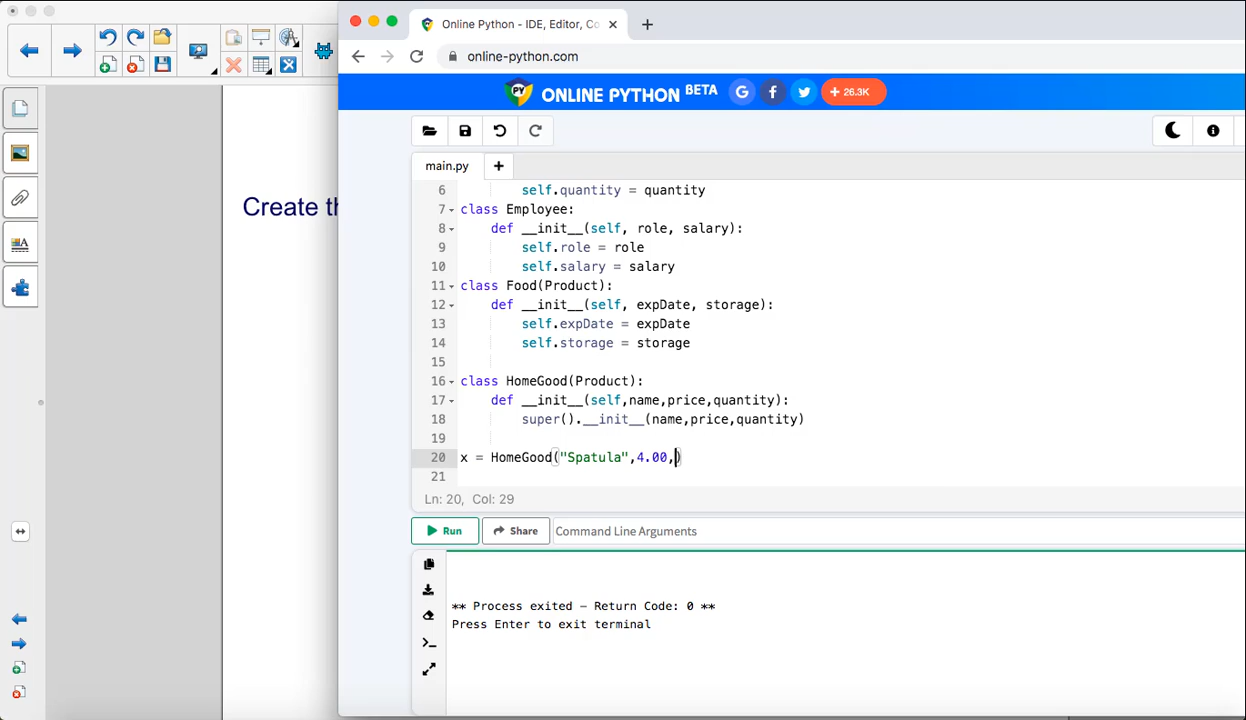 Online Python - IDE, Editor, Co
online-python.com
PY ONLINE PYTHON BETA
G f + 26.3K
main.py
Create th
6 self.quantity = quantity
7 class Employee:
8 def __init__(self, role, salary):
9 self.role = role
10 self.salary = salary
11 class Food(Product):
12 def __init__(self, expDate, storage):
13 self.expDate = expDate
14 self.storage = storage
15
16 class HomeGood(Product):
17 def __init__(self,name,price,quantity):
18 super().__init__(name,price,quantity)
19
20 x = HomeGood("Spatula",4.00,)
21
Ln: 20, Col: 29
Run Share Command Line Arguments
** Process exited - Return Code: 0 **
Press Enter to exit terminal